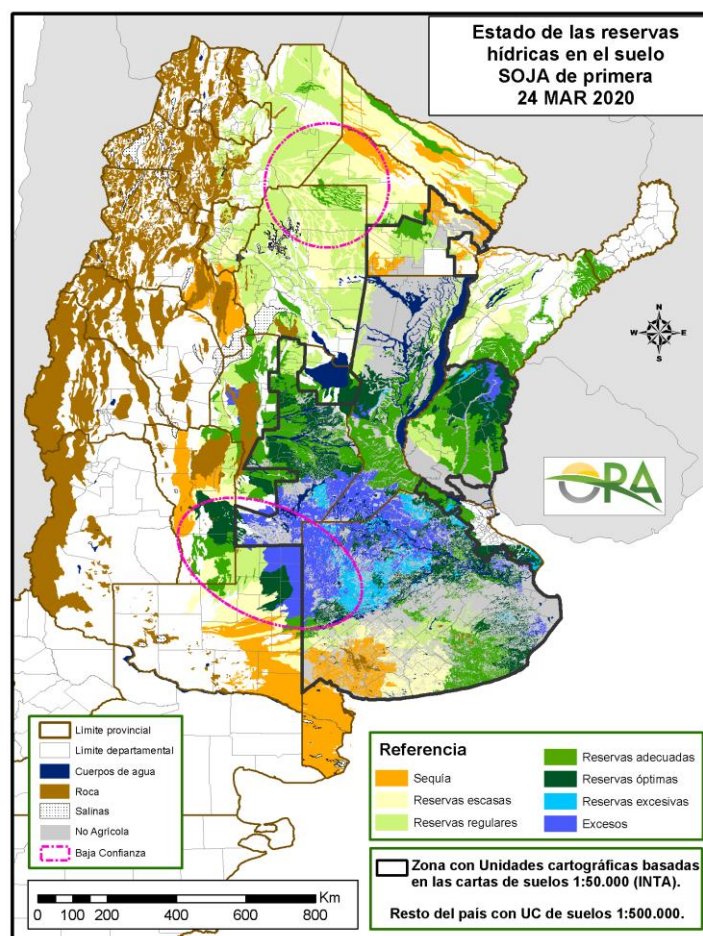 Estado de las reservas
hídricas en el suelo
SOJA de primera
24 MAR 2020
N
W E
S
ORA
Límite provincial
Límite departamental
Cuerpos de agua
Roca
Salinas
No Agrícola
Baja Confianza
Referencia
Sequía
Reservas escasas
Reservas regulares
Reservas adecuadas
Reservas óptimas
Reservas excesivas
Excesos
Zona con Unidades cartográficas basadas
en las cartas de suelos 1:50.000 (INTA).
Resto del país con UC de suelos 1:500.000.
Km
0 50 100 200 400 600 800